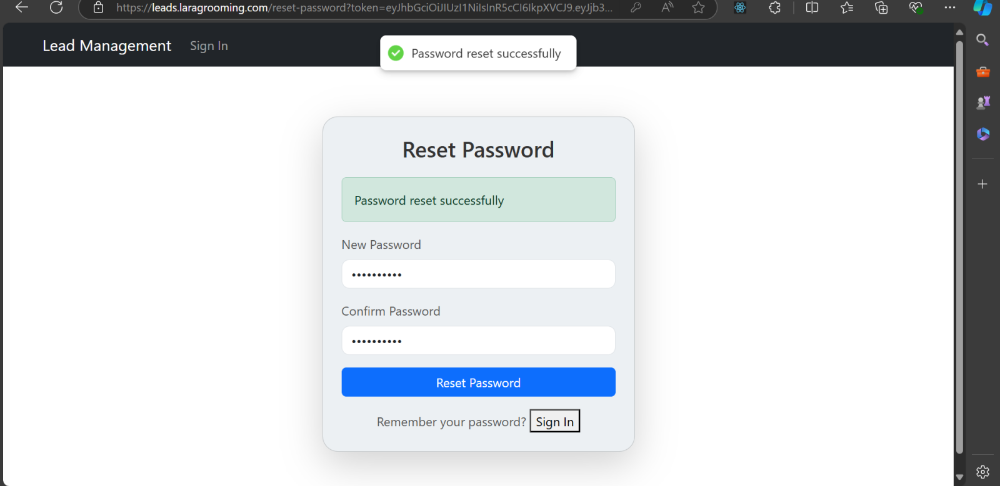 https://leads.laragrooming.com/reset-password?token=eyJhbGciOiJIUzI1NiIsInR5cCI6IkpXVCJ9.eyJjb3...
Lead Management Sign In
Password reset successfully
Reset Password
Password reset successfully
New Password
••••••••••
Confirm Password
••••••••••
Reset Password
Remember your password? Sign In